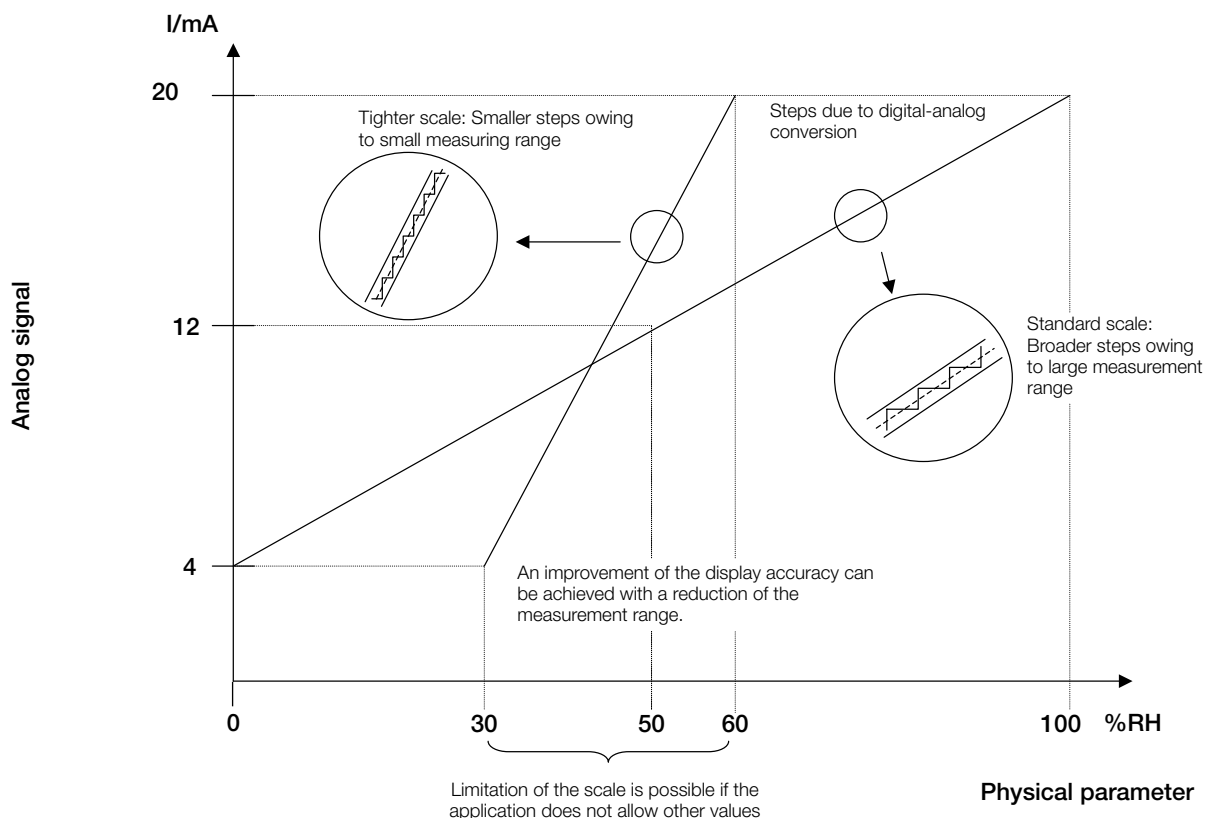 I/mA
20
Tighter scale: Smaller steps owing
to small measuring range
Steps due to digital-analog
conversion
Analog signal
12
Standard scale:
Broader steps owing
to large measurement
range
4
An improvement of the display accuracy can
be achieved with a reduction of the
measurement range.
0
30
50
60
100
%RH
Limitation of the scale is possible if the
application does not allow other values
Physical parameter